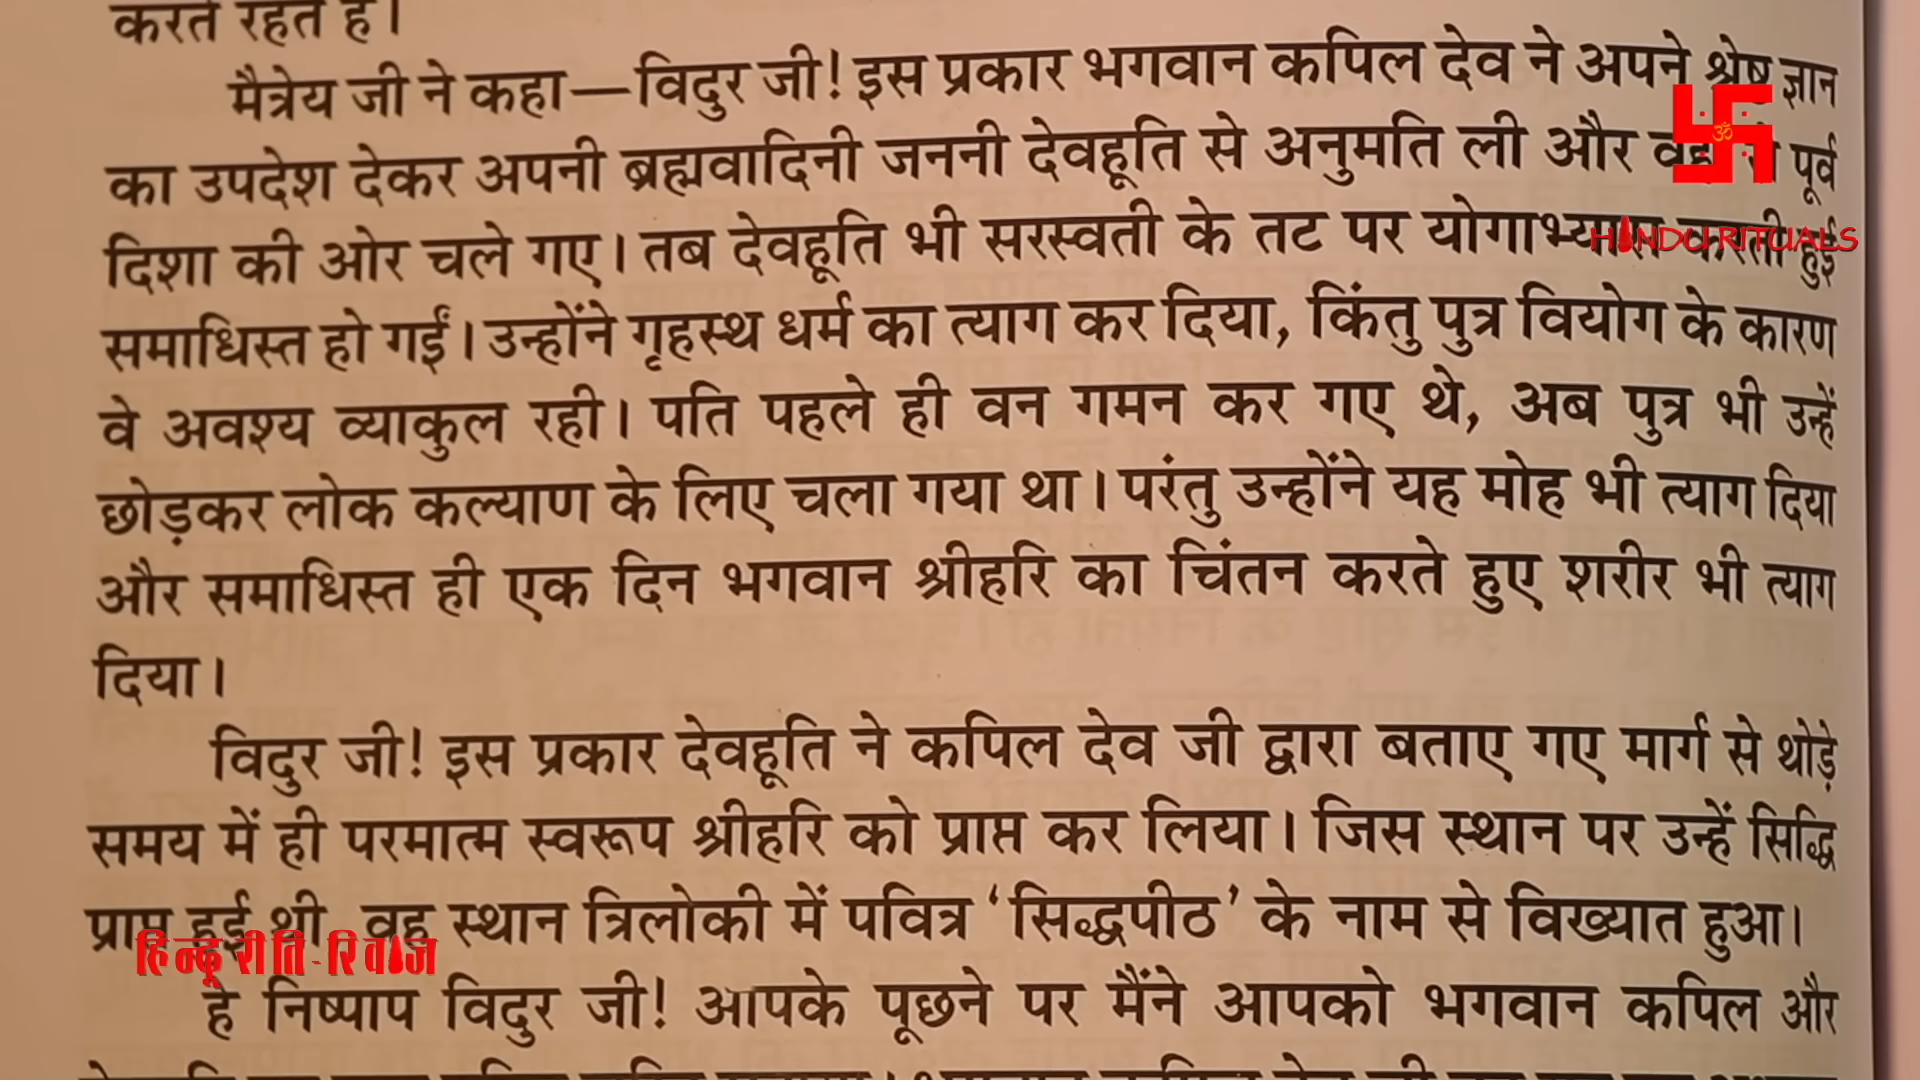 करते रहते हैं।
मैत्रेय जी ने कहा—विदुर जी! इस प्रकार भगवान कपिल देव ने अपने श्रेष्ठ ज्ञान
का उपदेश देकर अपनी ब्रह्मवादिनी जननी देवहूति से अनुमति ली और पूर्व
दिशा की ओर चले गए। तब देवहूति भी सरस्वती के तट पर योगाभ्यास करती हुई
HINDU RITUALS
समाधिस्त हो गईं। उन्होंने गृहस्थ धर्म का त्याग कर दिया, किंतु पुत्र वियोग के कारण
वे अवश्य व्याकुल रही। पति पहले ही वन गमन कर गए थे, अब पुत्र भी उन्हें
छोड़कर लोक कल्याण के लिए चला गया था। परंतु उन्होंने यह मोह भी त्याग दिया
और समाधिस्त ही एक दिन भगवान श्रीहरि का चिंतन करते हुए शरीर भी त्याग
दिया।
विदुर जी! इस प्रकार देवहूति ने कपिल देव जी द्वारा बताए गए मार्ग से थोड़े
समय में ही परमात्म स्वरूप श्रीहरि को प्राप्त कर लिया। जिस स्थान पर उन्हें सिद्धि
प्राप्त हुई थी वह स्थान त्रिलोकी में पवित्र ‘सिद्धपीठ’ के नाम से विख्यात हुआ।
हिन्दू रीति-रिवाज
हे निष्पाप विदुर जी! आपके पूछने पर मैंने आपको भगवान कपिल और